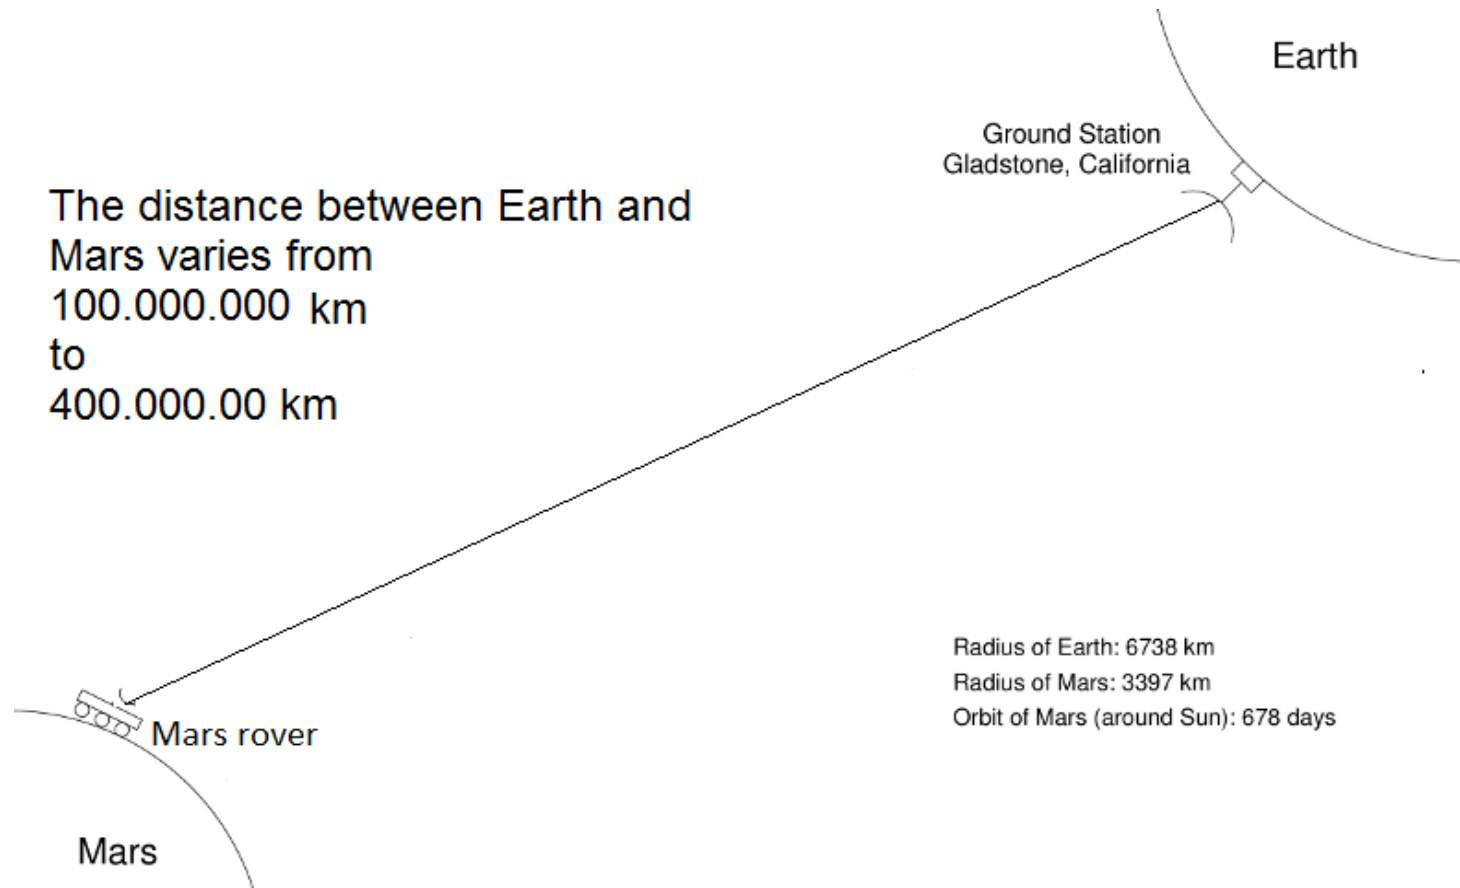 Earth
Ground Station
Gladstone, California
The distance between Earth and
Mars varies from
100.000.000 km
to
400.000.00 km
Radius of Earth: 6738 km
Radius of Mars: 3397 km
Orbit of Mars (around Sun): 678 days
Mars rover
Mars